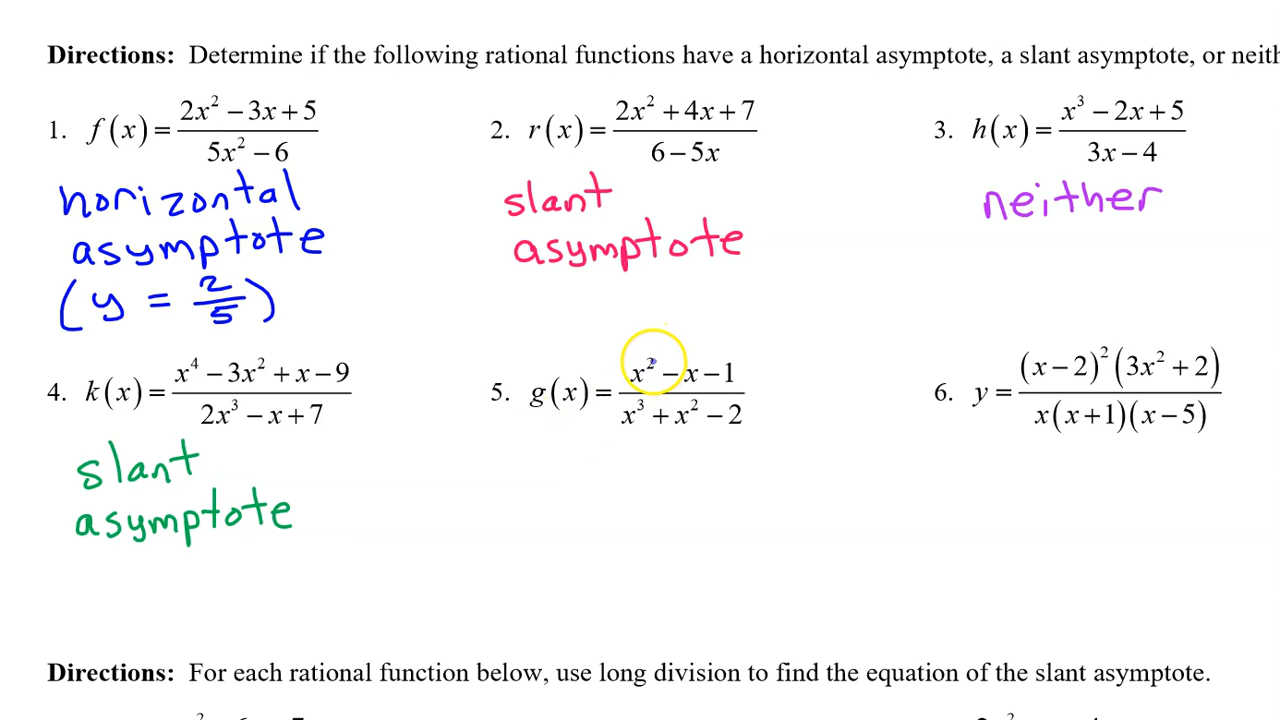 Directions: Determine if the following rational functions have a horizontal asymptote, a slant asymptote, or neith
1. f(x) = (2x² − 3x + 5)/(5x² − 6)
2. r(x) = (2x² + 4x + 7)/(6 − 5x)
3. h(x) = (x³ − 2x + 5)/(3x − 4)
horizontal
asymptote
(y = 2/5)
slant
asymptote
neither
4. k(x) = (x⁴ − 3x² + x − 9)/(2x³ − x + 7)
5. g(x) = (x² − x − 1)/(x³ + x² − 2)
6. y = (x − 2)²(3x² + 2)/x(x + 1)(x − 5)
slant
asymptote
Directions: For each rational function below, use long division to find the equation of the slant asymptote.